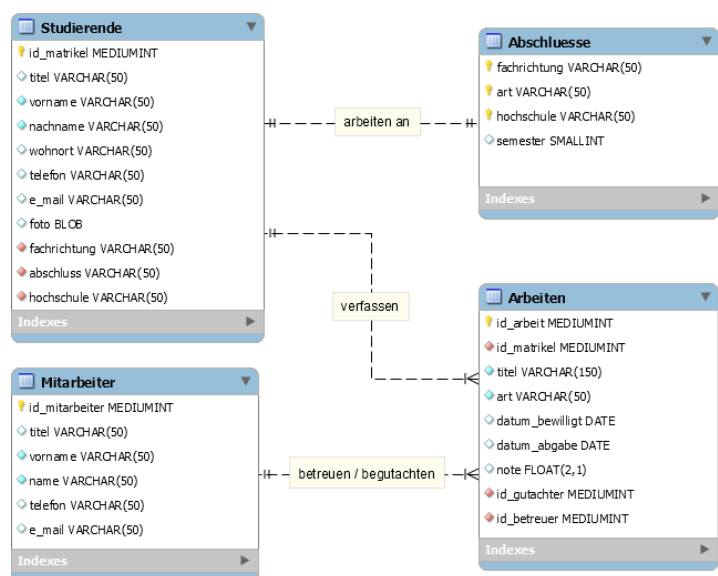 Studierende
id_matrikel MEDIUMINT
titel VARCHAR(50)
vorname VARCHAR(50)
nachname VARCHAR(50)
wohnort VARCHAR(50)
telefon VARCHAR(50)
e_mail VARCHAR(50)
foto BLOB
fachrichtung VARCHAR(50)
abschluss VARCHAR(50)
hochschule VARCHAR(50)
Indexes
arbeiten an
Abschluesse
fachrichtung VARCHAR(50)
art VARCHAR(50)
hochschule VARCHAR(50)
semester SMALLINT
Indexes
verfassen
Mitarbeiter
id_mitarbeiter MEDIUMINT
titel VARCHAR(50)
vorname VARCHAR(50)
name VARCHAR(50)
telefon VARCHAR(50)
e_mail VARCHAR(50)
Indexes
betreuen / begutachten
Arbeiten
id_arbeit MEDIUMINT
id_matrikel MEDIUMINT
titel VARCHAR(150)
art VARCHAR(50)
datum_bewilligt DATE
datum_abgabe DATE
note FLOAT(2,1)
id_gutachter MEDIUMINT
id_betreuer MEDIUMINT
Indexes